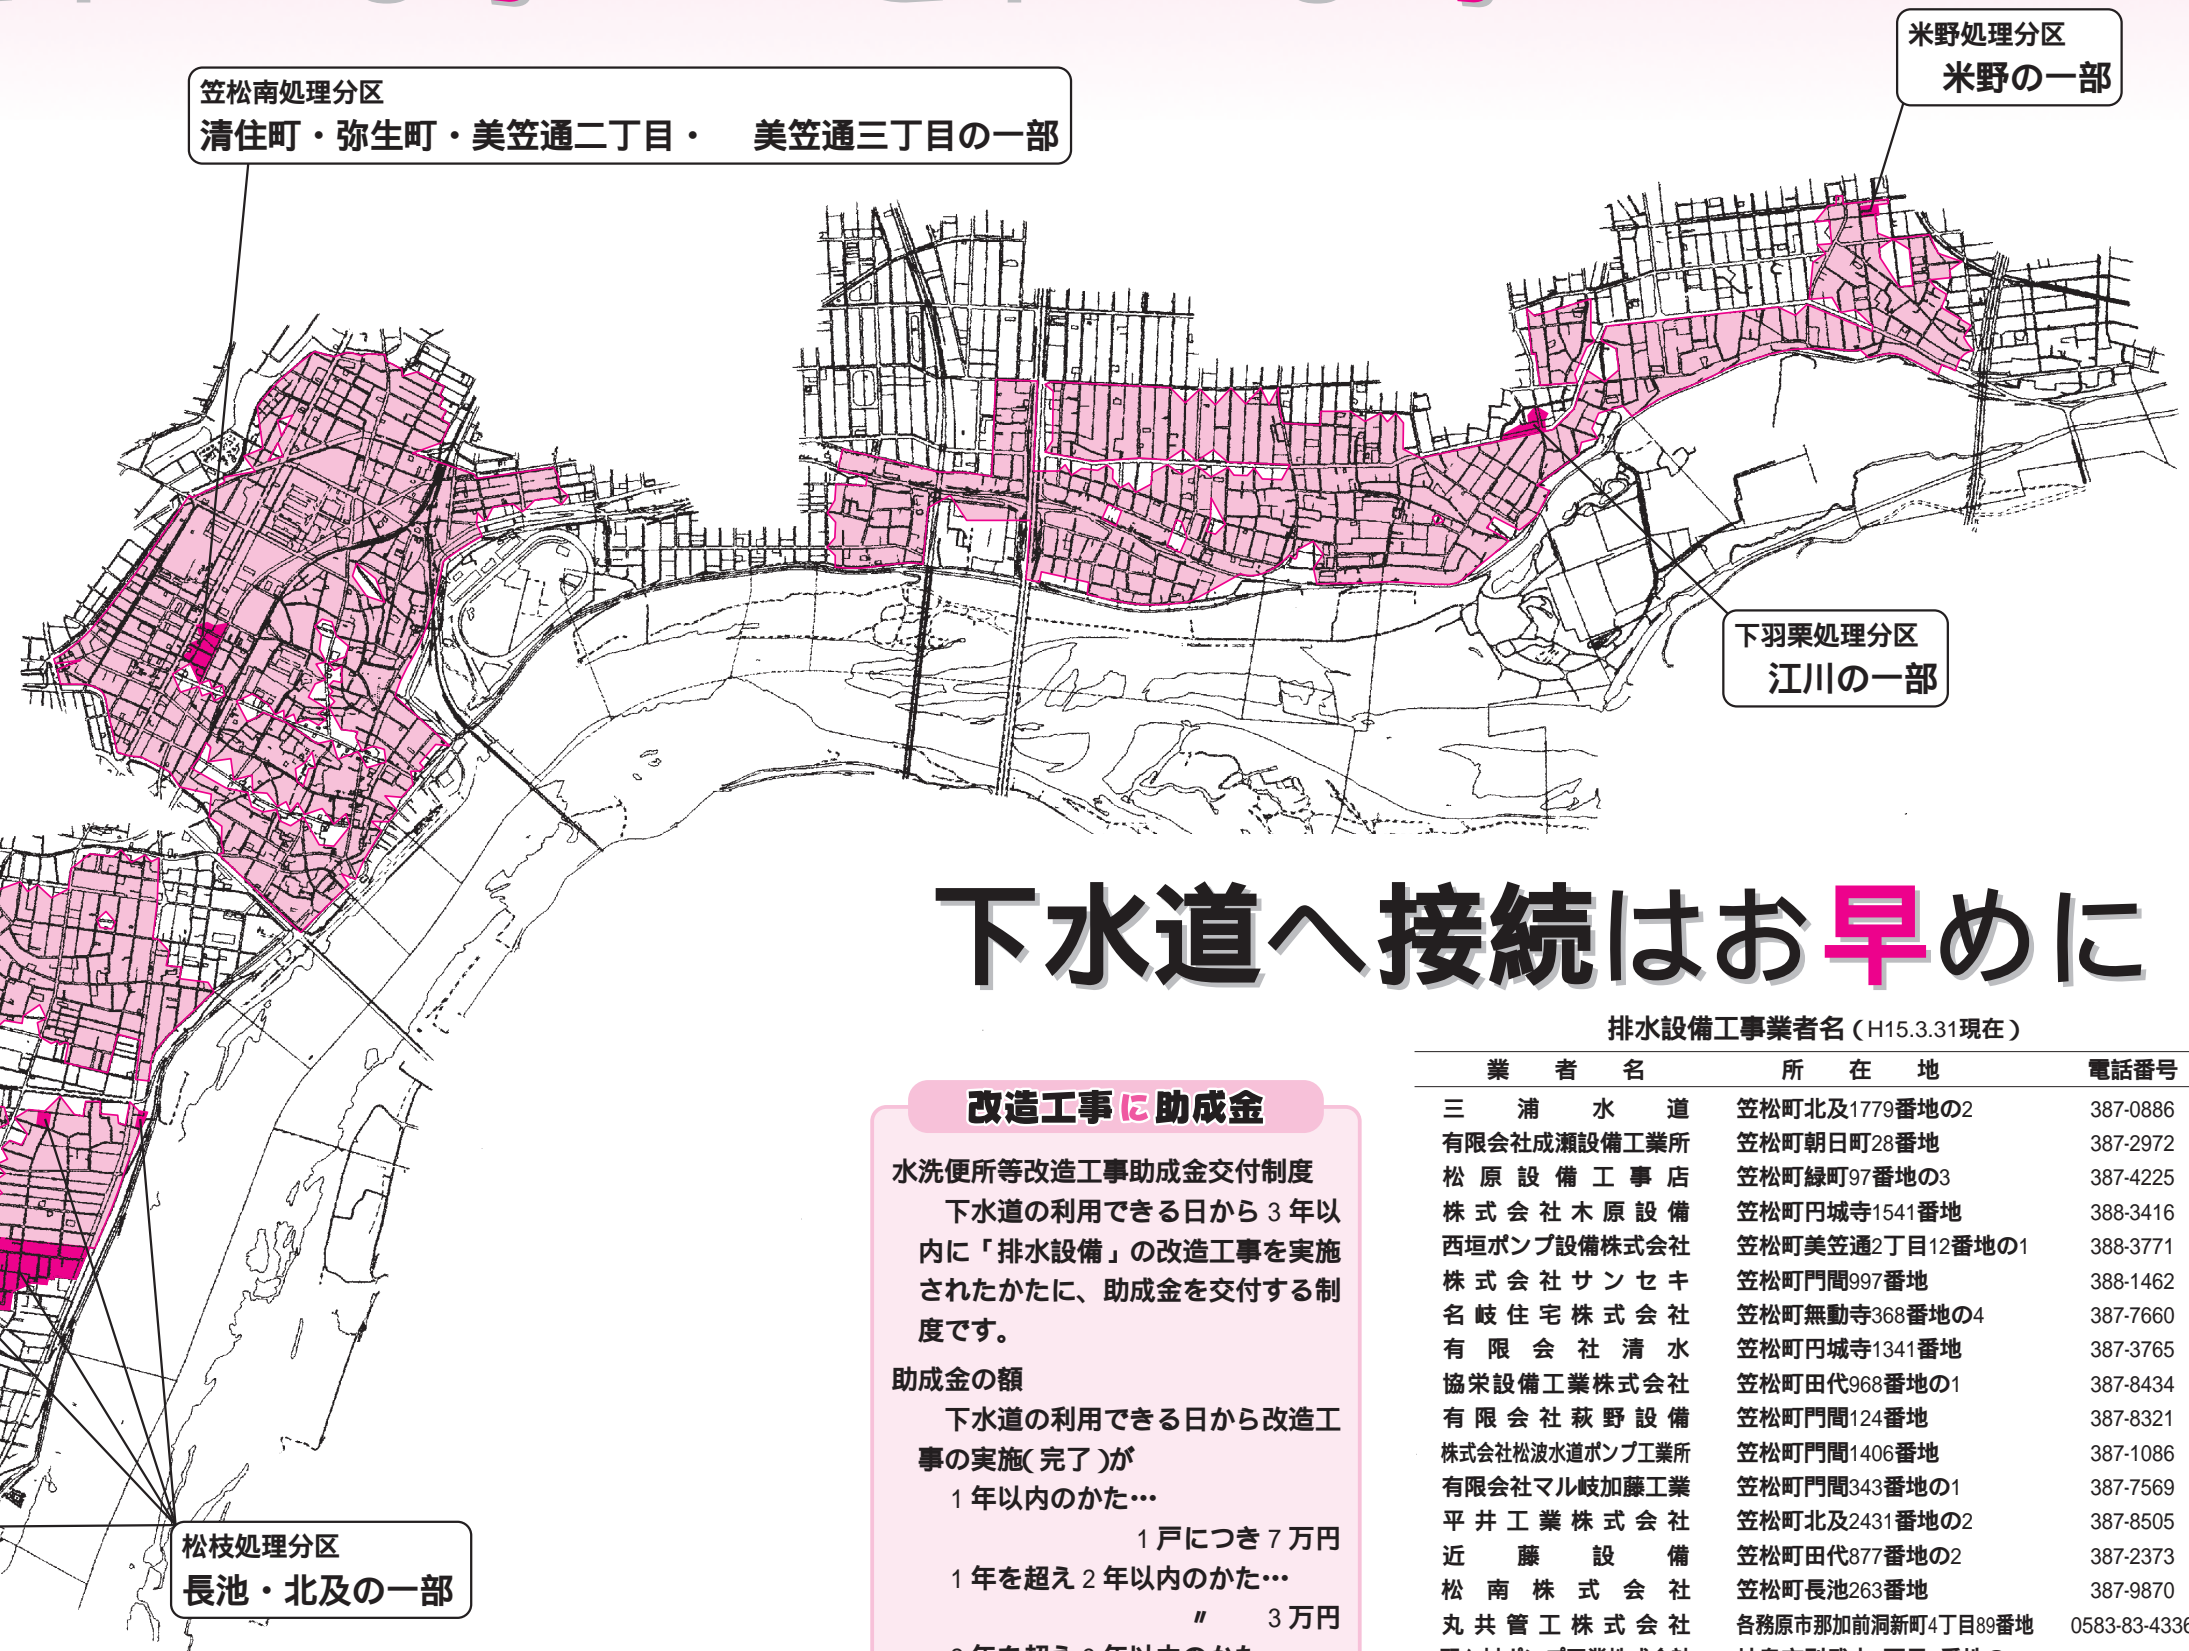 米野処理分区
米野の一部
笠松南処理分区
清住町・弥生町・美笠通二丁目・ 美笠通三丁目の一部
下羽栗処理分区
江川の一部
松枝処理分区
長池・北及の一部
下水道へ接続はお早めに
改造工事に助成金
水洗便所等改造工事助成金交付制度
下水道の利用できる日から3年以
内に「排水設備」の改造工事を実施
されたかたに、助成金を交付する制
度です。
助成金の額
下水道の利用できる日から改造工
事の実施(完了)が
1年以内のかた…
1戸につき7万円
1年を超え2年以内のかた…
〃 3万円
排水設備工事業者名(H15.3.31現在)
業者名 所在地 電話番号
三浦水道 笠松町北及1779番地の2 387-0886
有限会社成瀬設備工業所 笠松町朝日町28番地 387-2972
松原設備工事店 笠松町緑町97番地の3 387-4225
株式会社木原設備 笠松町円城寺1541番地 388-3416
西垣ポンプ設備株式会社 笠松町美笠通2丁目12番地の1 388-3771
株式会社サンセキ 笠松町門間997番地 388-1462
名岐住宅株式会社 笠松町無動寺368番地の4 387-7660
有限会社清水 笠松町円城寺1341番地 387-3765
協栄設備工業株式会社 笠松町田代968番地の1 387-8434
有限会社萩野設備 笠松町門間124番地 387-8321
株式会社松波水道ポンプ工業所 笠松町門間1406番地 387-1086
有限会社マル岐加藤工業 笠松町門間343番地の1 387-7569
平井工業株式会社 笠松町北及2431番地の2 387-8505
近藤設備 笠松町田代877番地の2 387-2373
松南株式会社 笠松町長池263番地 387-9870
丸共管工株式会社 各務原市那加前洞新町4丁目89番地 0583-83-4336